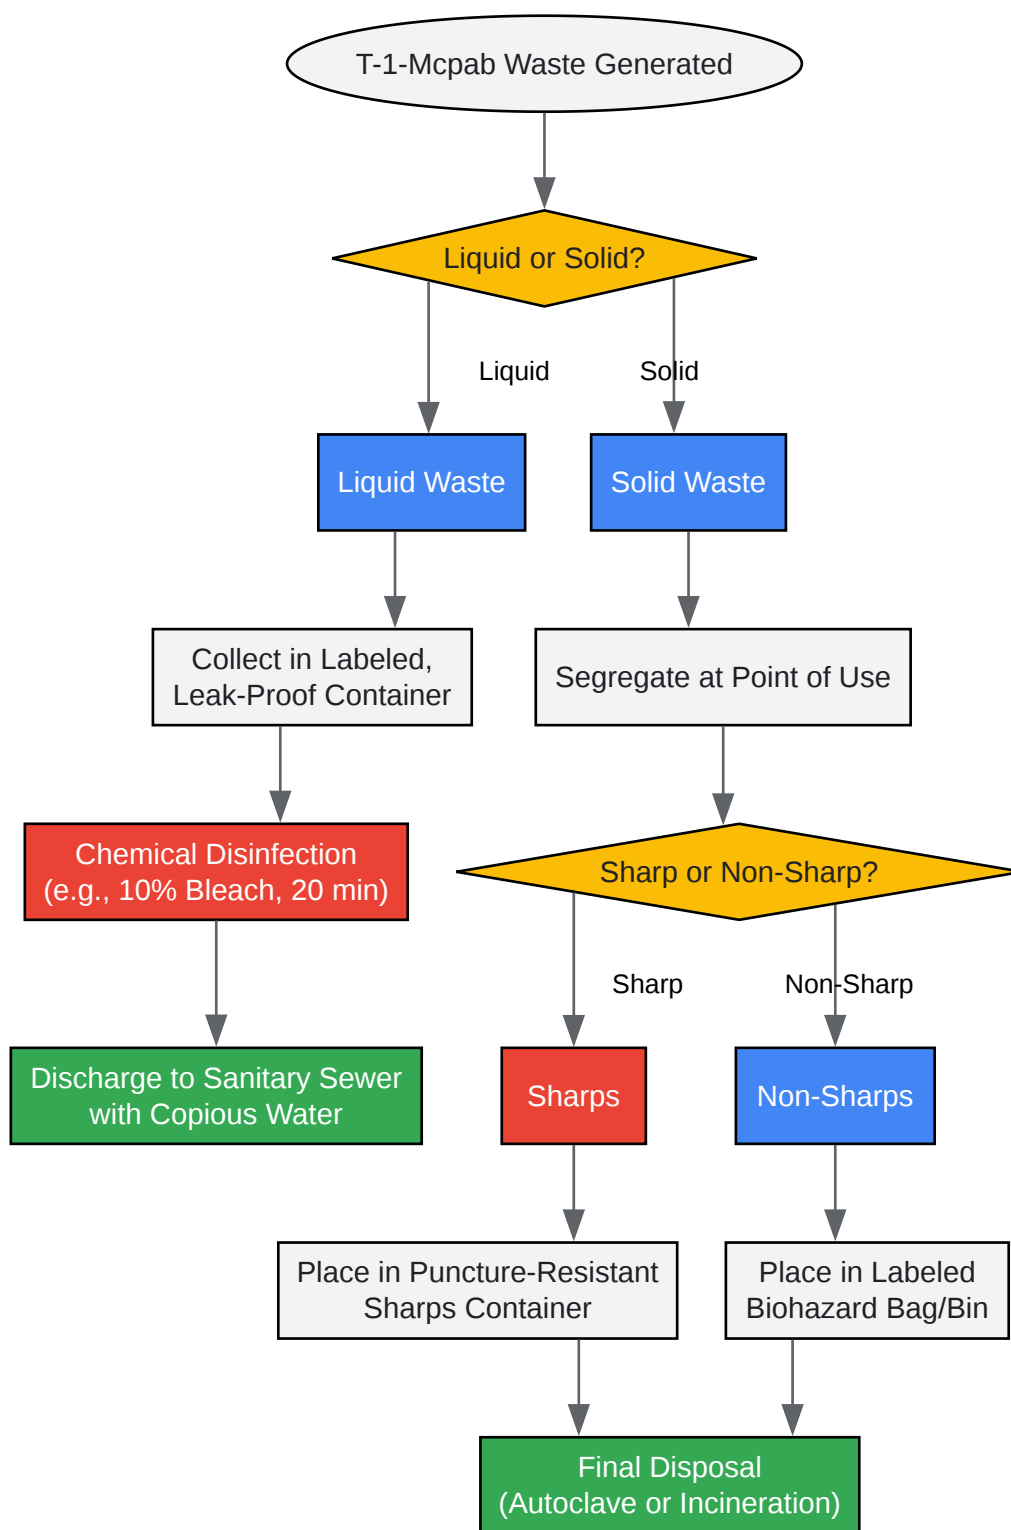 T-1-Mcpab Waste Generated
Liquid or Solid?
Liquid
Solid
Liquid Waste
Solid Waste
Collect in Labeled,
Leak-Proof Container
Segregate at Point of Use
Chemical Disinfection
(e.g., 10% Bleach, 20 min)
Sharp or Non-Sharp?
Sharp
Non-Sharp
Discharge to Sanitary Sewer
with Copious Water
Sharps
Non-Sharps
Place in Puncture-Resistant
Sharps Container
Place in Labeled
Biohazard Bag/Bin
Final Disposal
(Autoclave or Incineration)